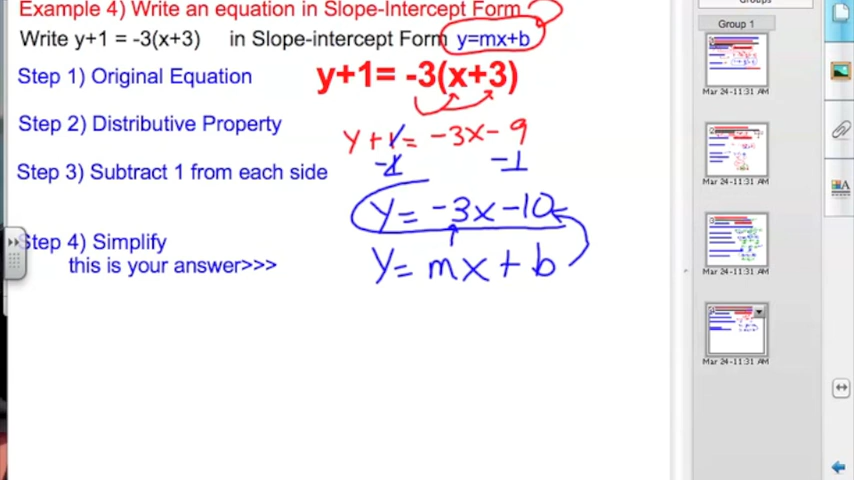 Example 4) Write an equation in Slope-Intercept Form
Write y+1 = -3(x+3) in Slope-intercept Form y=mx+b
Step 1) Original Equation y+1= -3(x+3)
Step 2) Distributive Property
y+1= -3x-9
Step 3) Subtract 1 from each side -1 -1
y= -3x-10
Step 4) Simplify
this is your answer>>> y= mx+b
Groups
Group 1
Mar 24-11:31 AM
Mar 24-11:31 AM
Mar 24-11:31 AM
Mar 24-11:31 AM